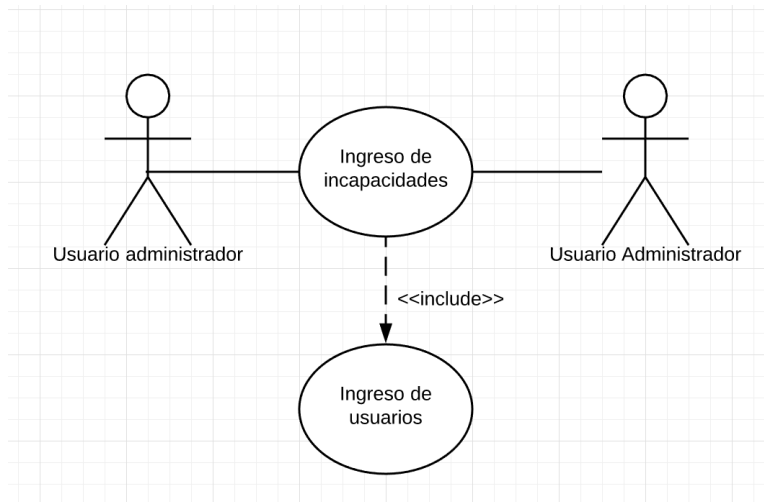 Ingreso de
incapacidades
Usuario administrador
Usuario Administrador
<<include>>
Ingreso de
usuarios